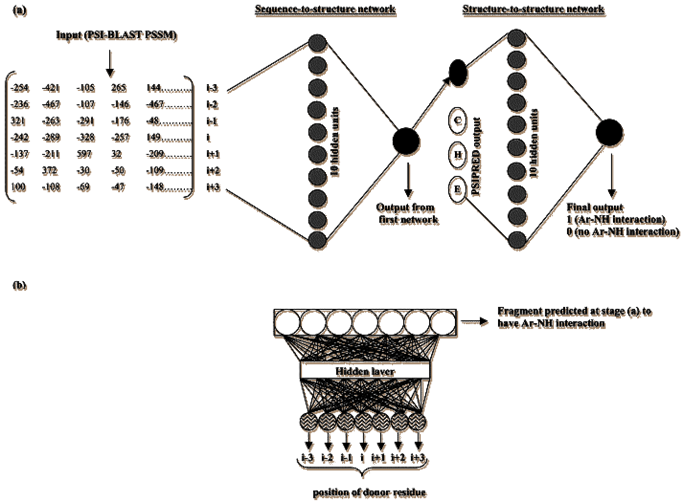 (a)
Sequence-to-structure network
Structure-to-structure network
Input (PSI-BLAST PSSM)
-254 -421 -105 265 144........ i-3
-236 -467 -107 -146 -467........ i-2
321 -263 -291 -176 -48........ i-1
-242 -289 -328 -257 149........ i
-137 -211 597 32 -209........ i+1
-54 372 -30 -50 -109........ i+2
100 -108 -69 -47 -148........ i+3
10 hidden units
C
H
E
PSIPRED output
10 hidden units
Output from
first network
Final output
1 (Ar-NH interaction)
0 (no Ar-NH interaction)
(b)
Fragment predicted at stage (a) to
have Ar-NH interaction
Hidden layer
i-3 i-2 i-1 i i+1 i+2 i+3
position of donor residue